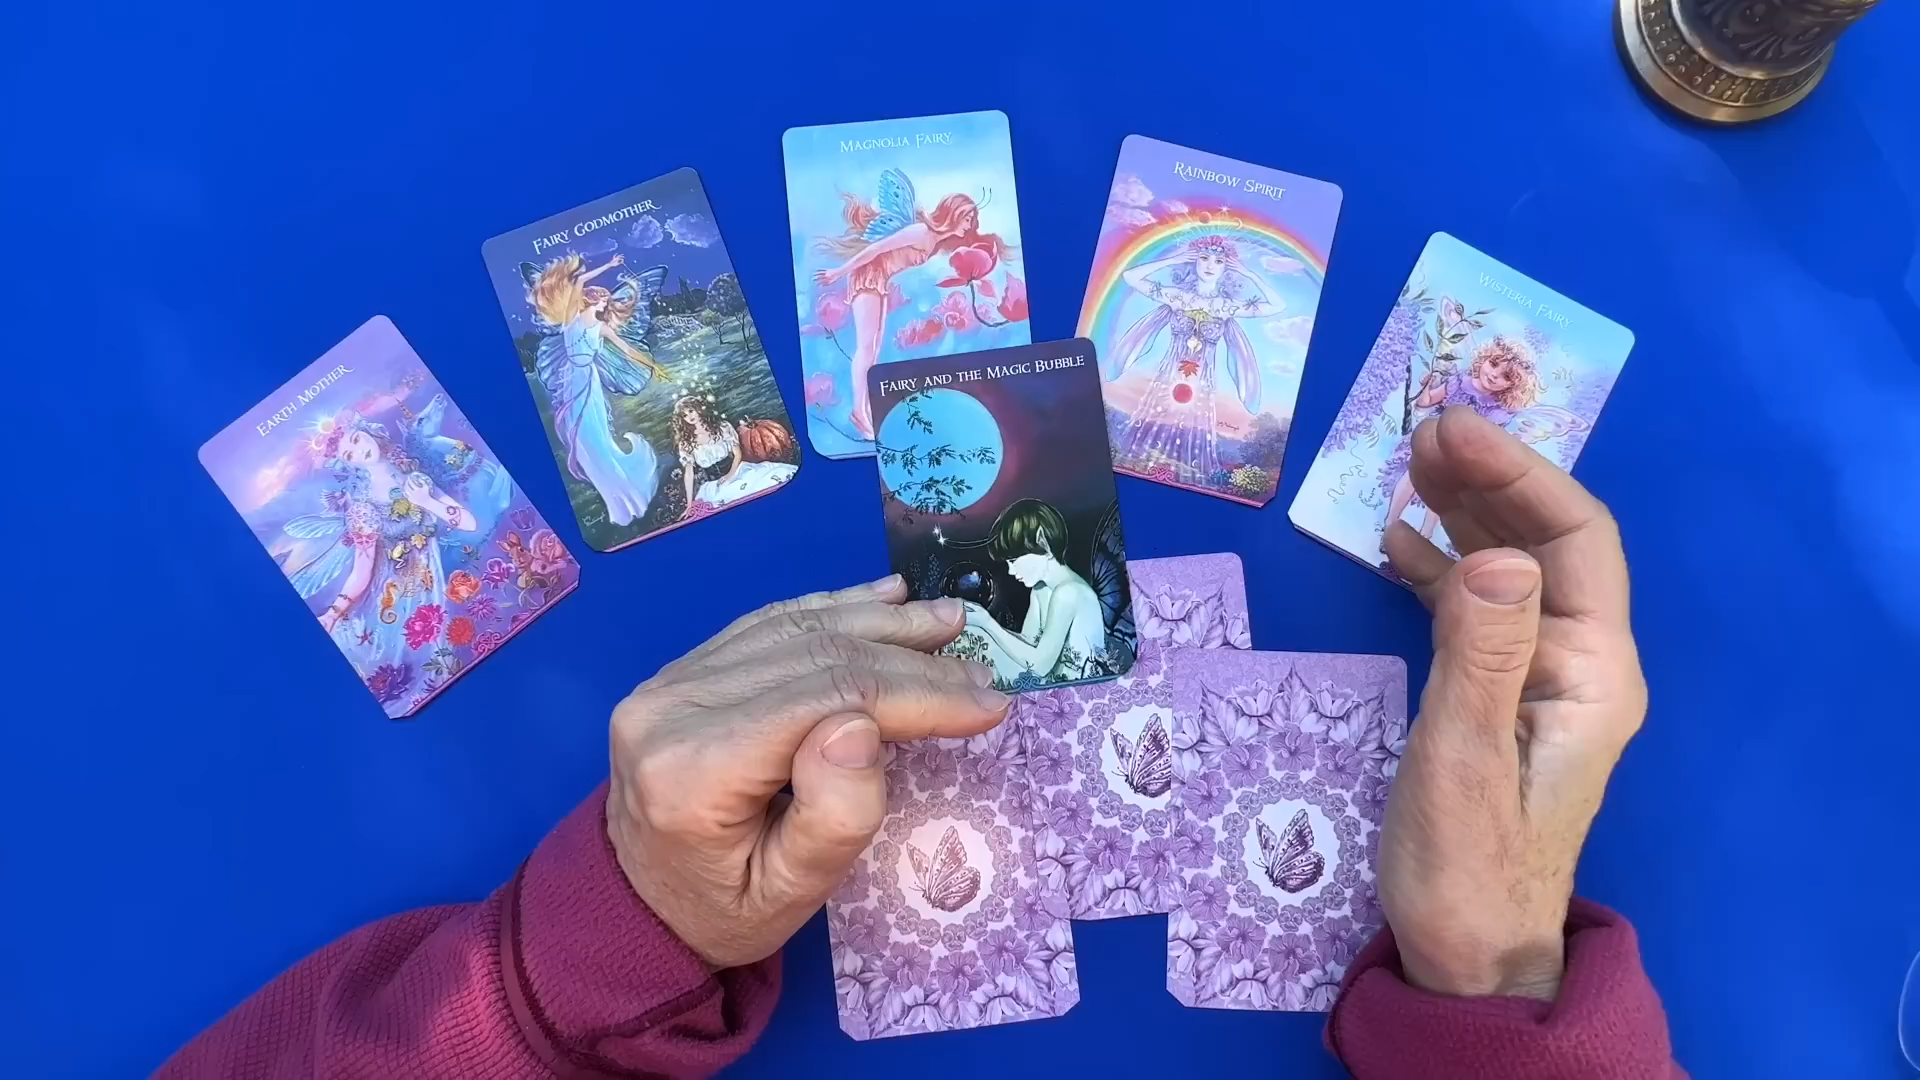 Earth Mother
Fairy Godmother
Magnolia Fairy
Rainbow Spirit
Wisteria Fairy
Fairy and the Magic Bubble